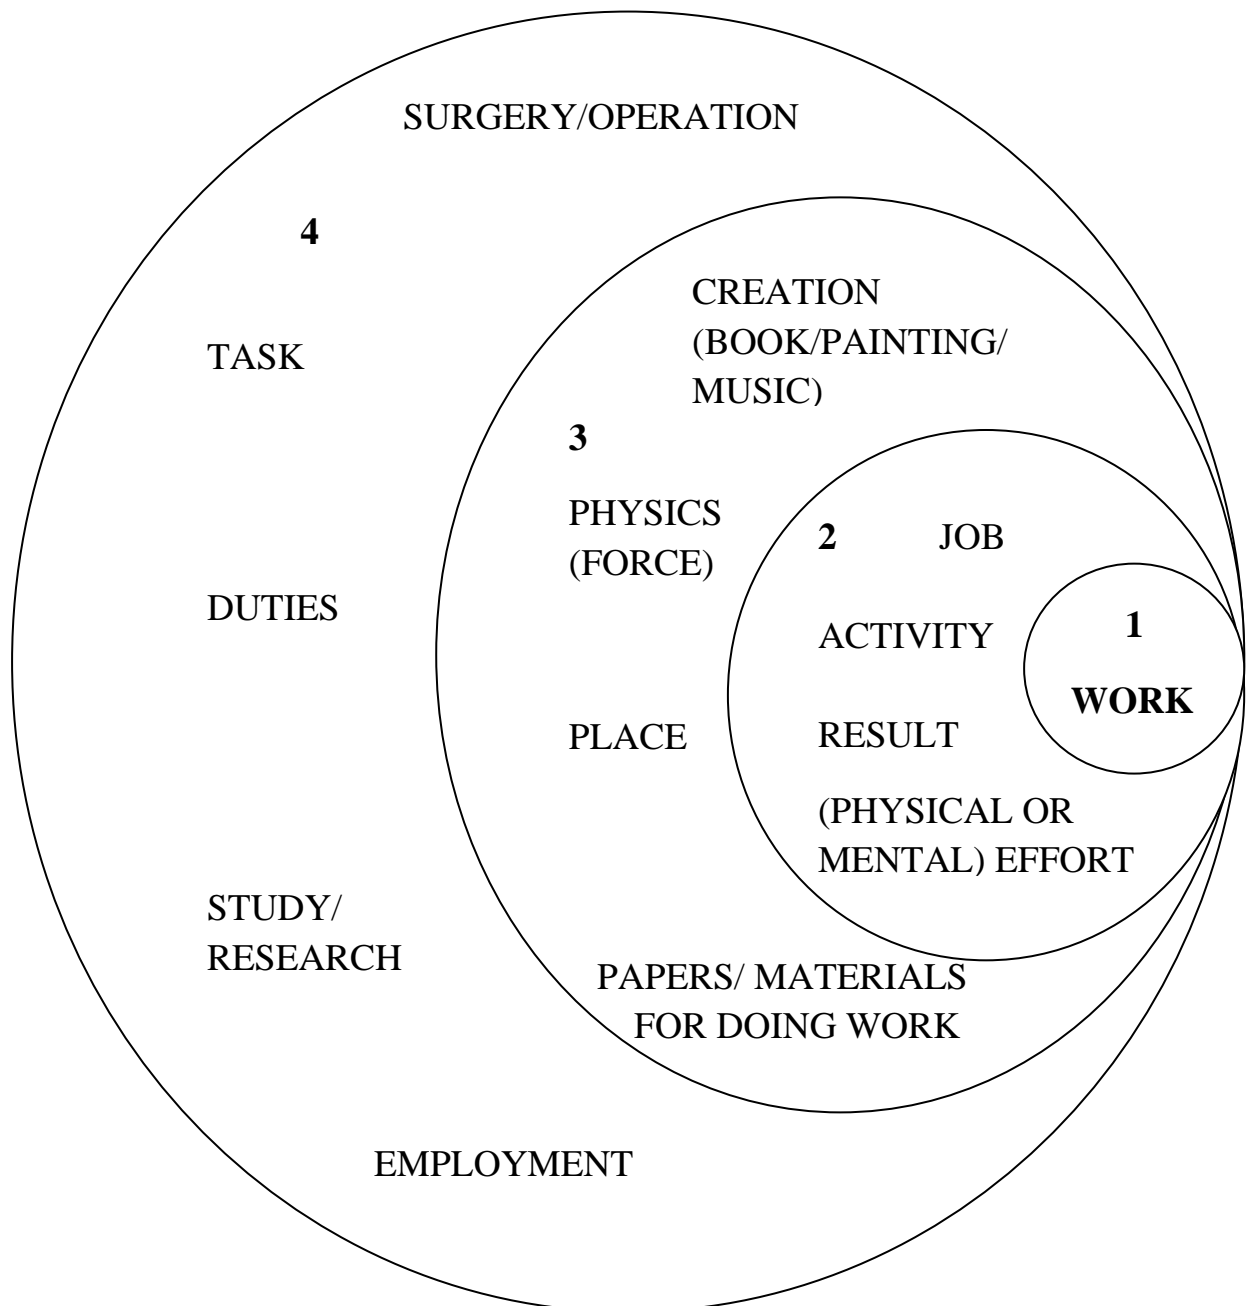 SURGERY/OPERATION
4
TASK
DUTIES
STUDY/
RESEARCH
EMPLOYMENT
CREATION
(BOOK/PAINTING/
MUSIC)
3
PHYSICS
(FORCE)
PLACE
PAPERS/ MATERIALS
FOR DOING WORK
2 JOB
ACTIVITY
RESULT
(PHYSICAL OR
MENTAL) EFFORT
1
WORK